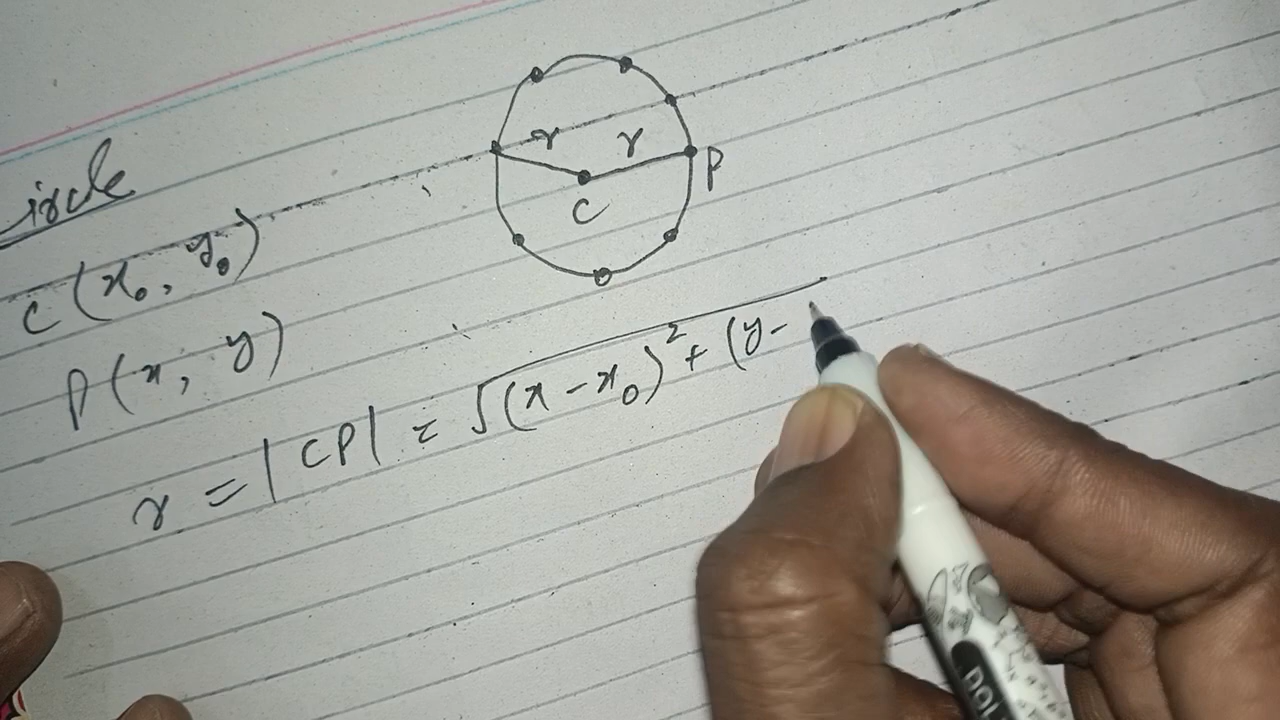 ircle
r r
P
C
C (x₀, y₀)
P (x, y)
r = |CP| = √(x - x₀)² + (y -